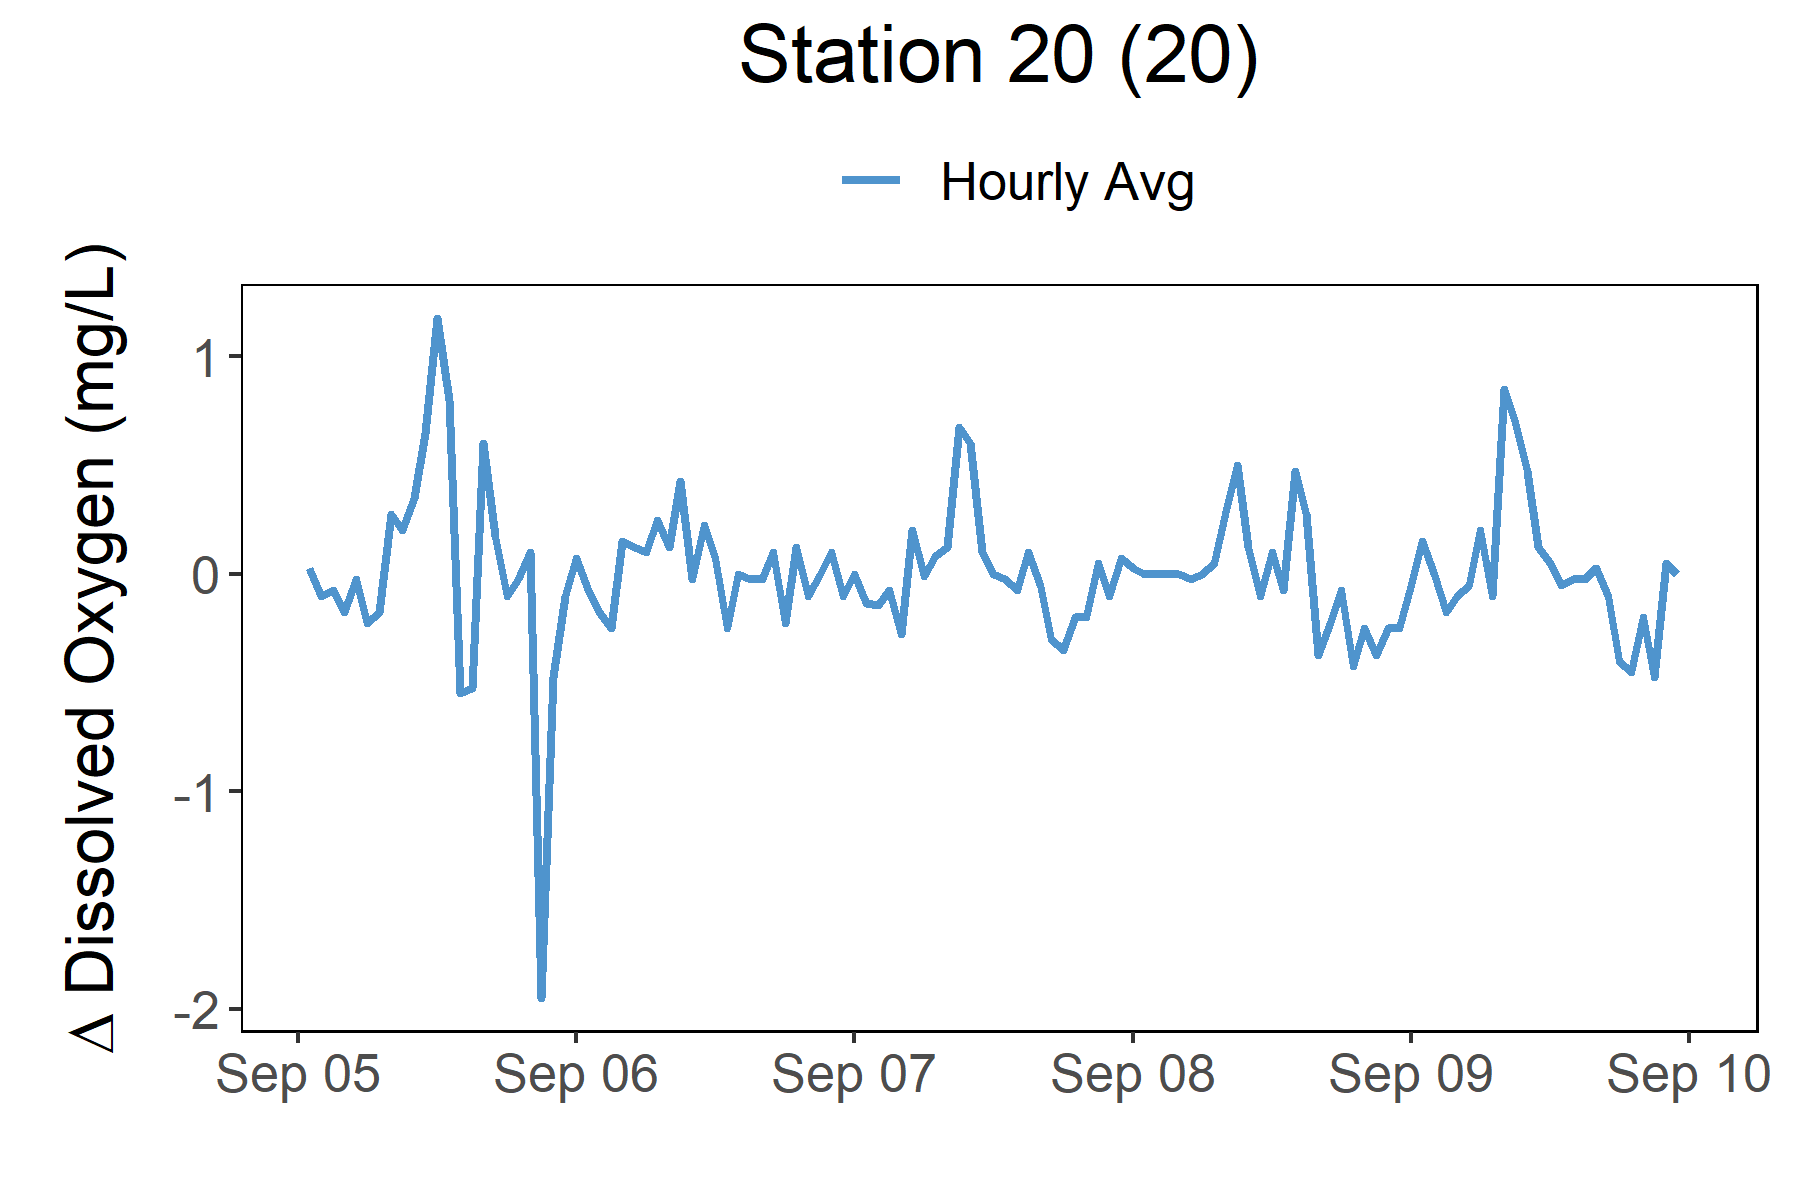 Station 20 (20)
Hourly Avg
Δ Dissolved Oxygen (mg/L)
1
0
-1
-2
Sep 05 Sep 06 Sep 07 Sep 08 Sep 09 Sep 10